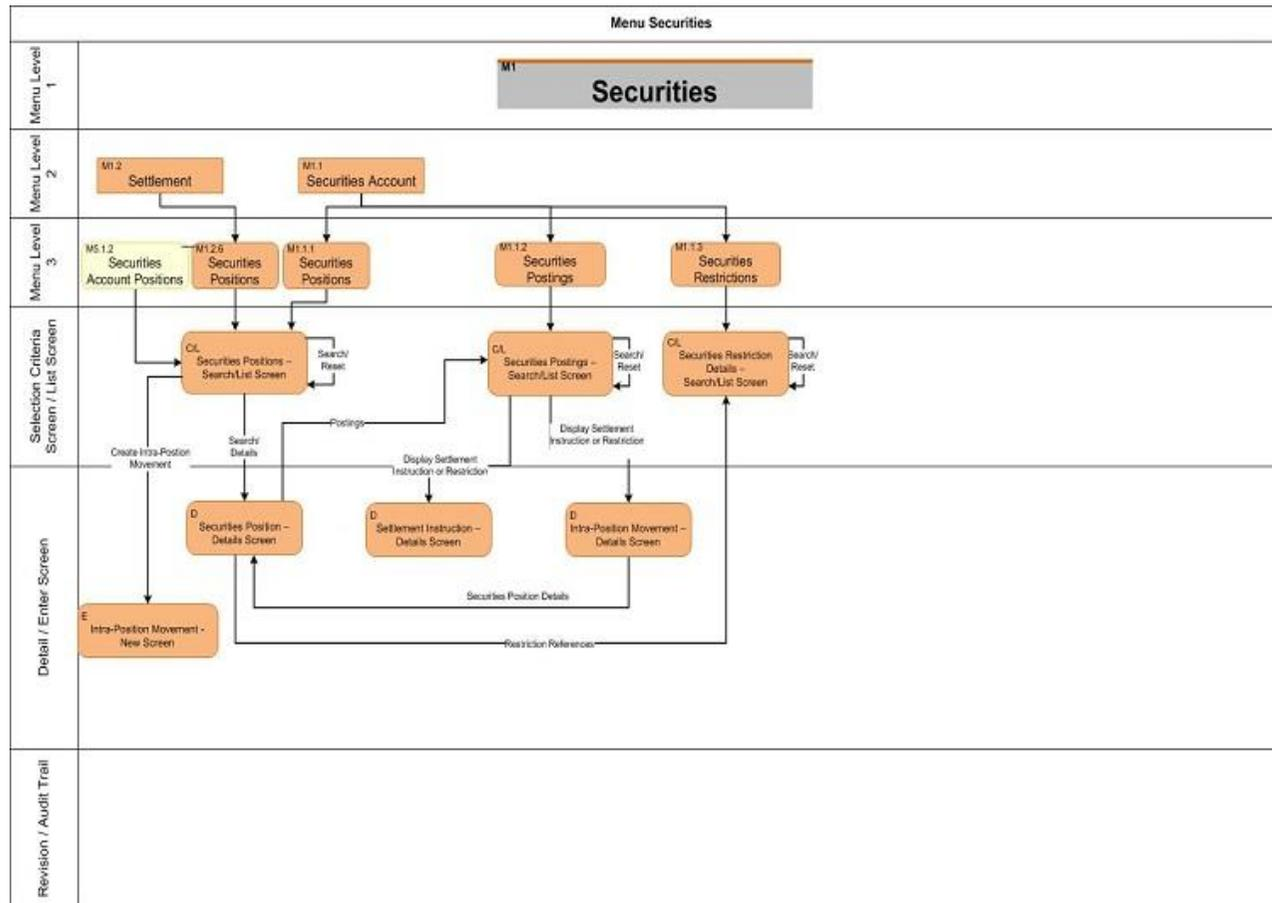 Menu Securities
Menu Level
1
M1
Securities
Menu Level
2
M1.2
Settlement
M1.1
Securities Account
Menu Level
3
M5.1.2
Securities
Account Positions
M1.2.6
Securities
Positions
M1.1.1
Securities
Positions
M1.1.2
Securities
Postings
M1.1.3
Securities
Restrictions
Selection Criteria
Screen / List Screen
C/L
Securities Positions –
Search/List Screen
Search/
Reset
C/L
Securities Postings –
Search/List Screen
Search/
Reset
C/L
Securities Restriction
Details –
Search/List Screen
Search/
Reset
Postings
Create Intra-Postion
Movement
Search/
Details
Display Settlement
Instruction or Restriction
Display Settlement
Instruction or Restriction
Detail / Enter Screen
D
Securities Position –
Details Screen
D
Settlement Instruction –
Details Screen
D
Intra-Position Movement –
Details Screen
Securities Position Details
E
Intra-Position Movement -
New Screen
Restriction References
Revision / Audit Trail